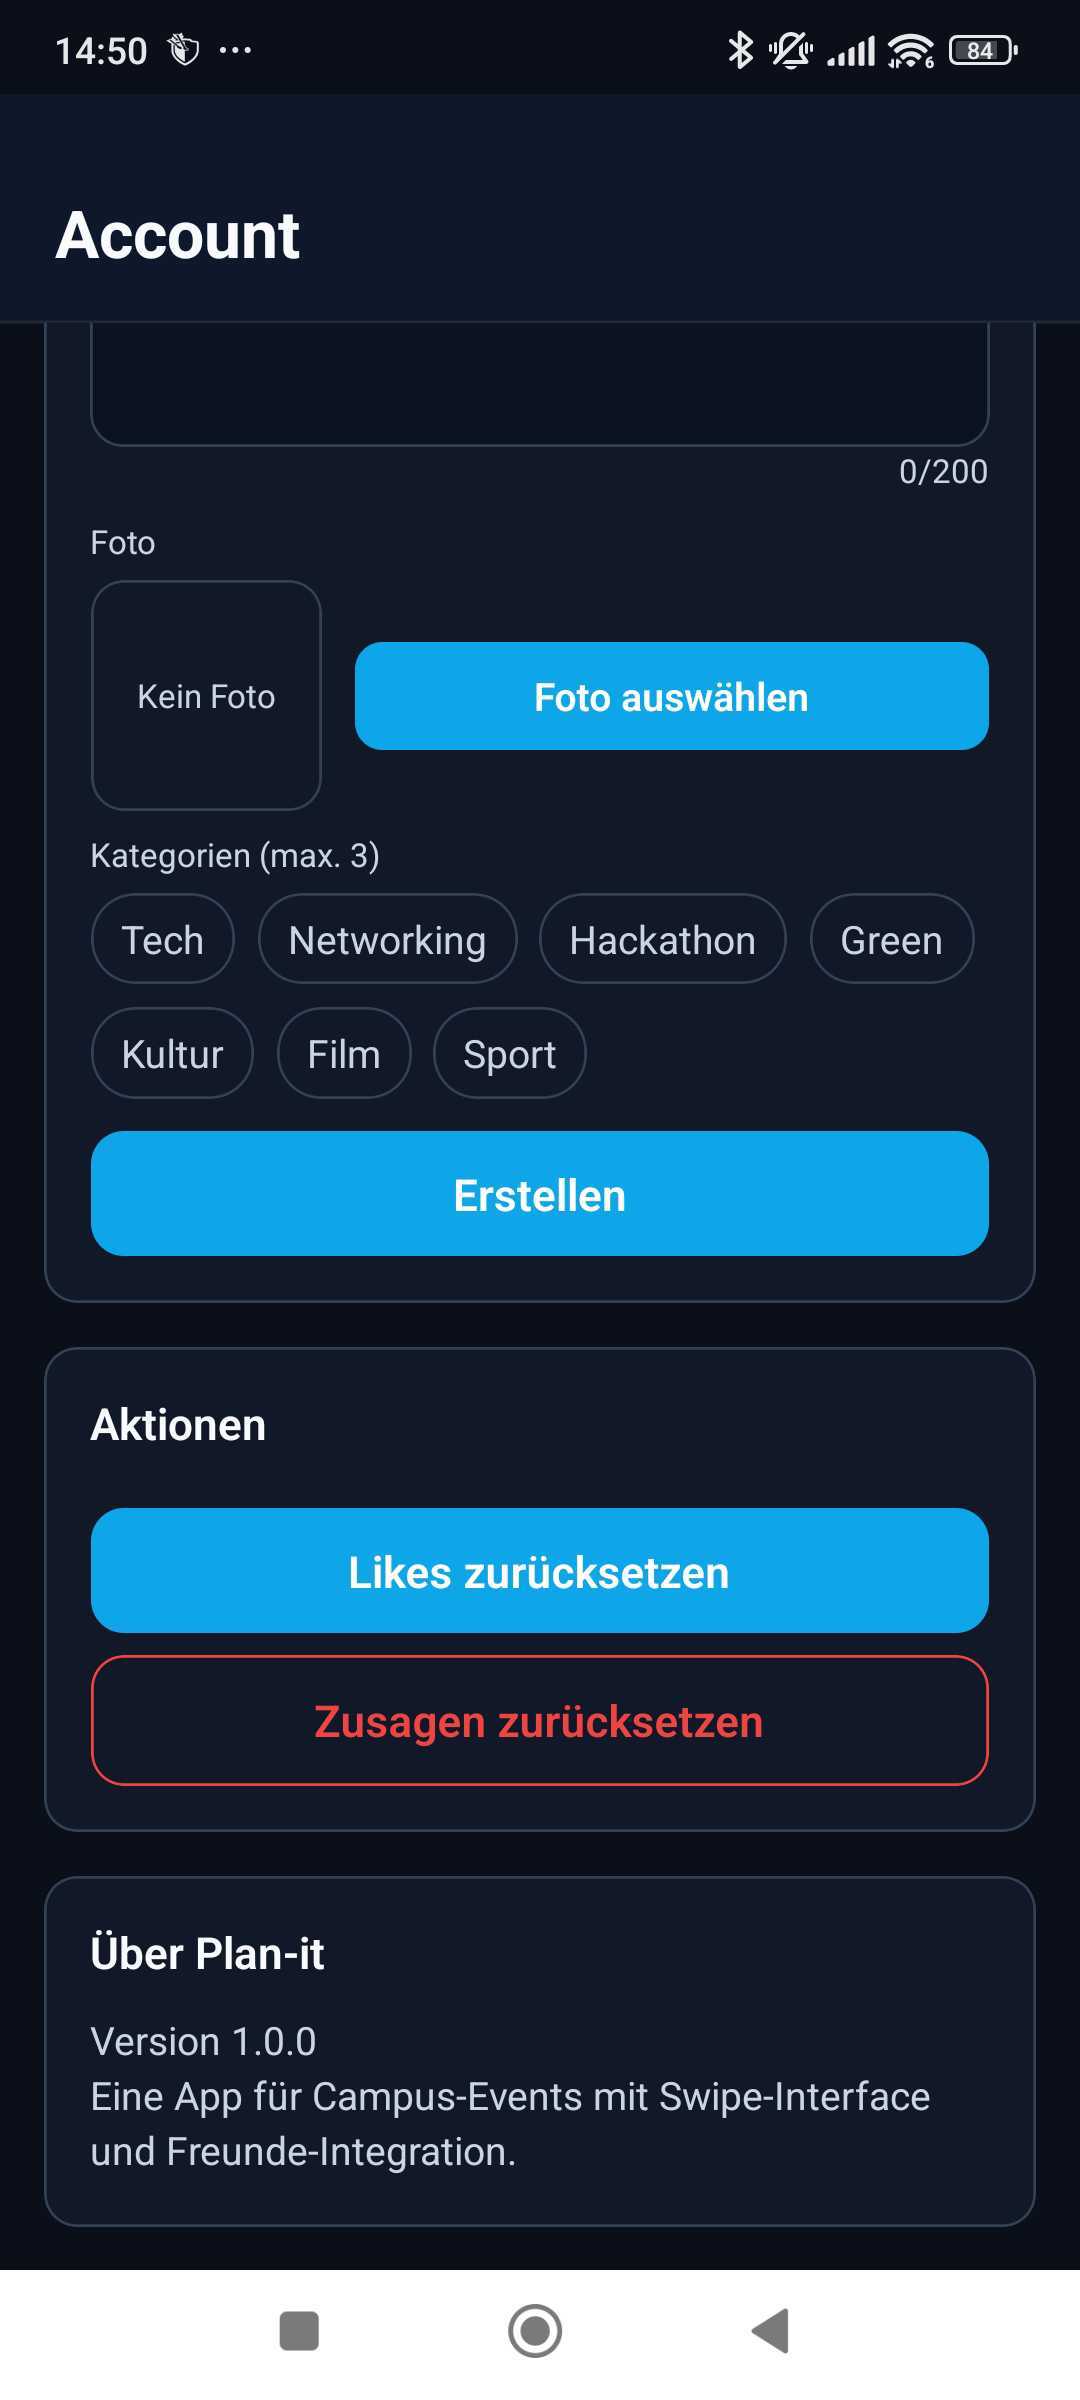 14:50
6
84
Account
0/200
Foto
Kein Foto
Foto auswählen
Kategorien (max. 3)
Tech
Networking
Hackathon
Green
Kultur
Film
Sport
Erstellen
Aktionen
Likes zurücksetzen
Zusagen zurücksetzen
Über Plan-it
Version 1.0.0
Eine App für Campus-Events mit Swipe-Interface
und Freunde-Integration.